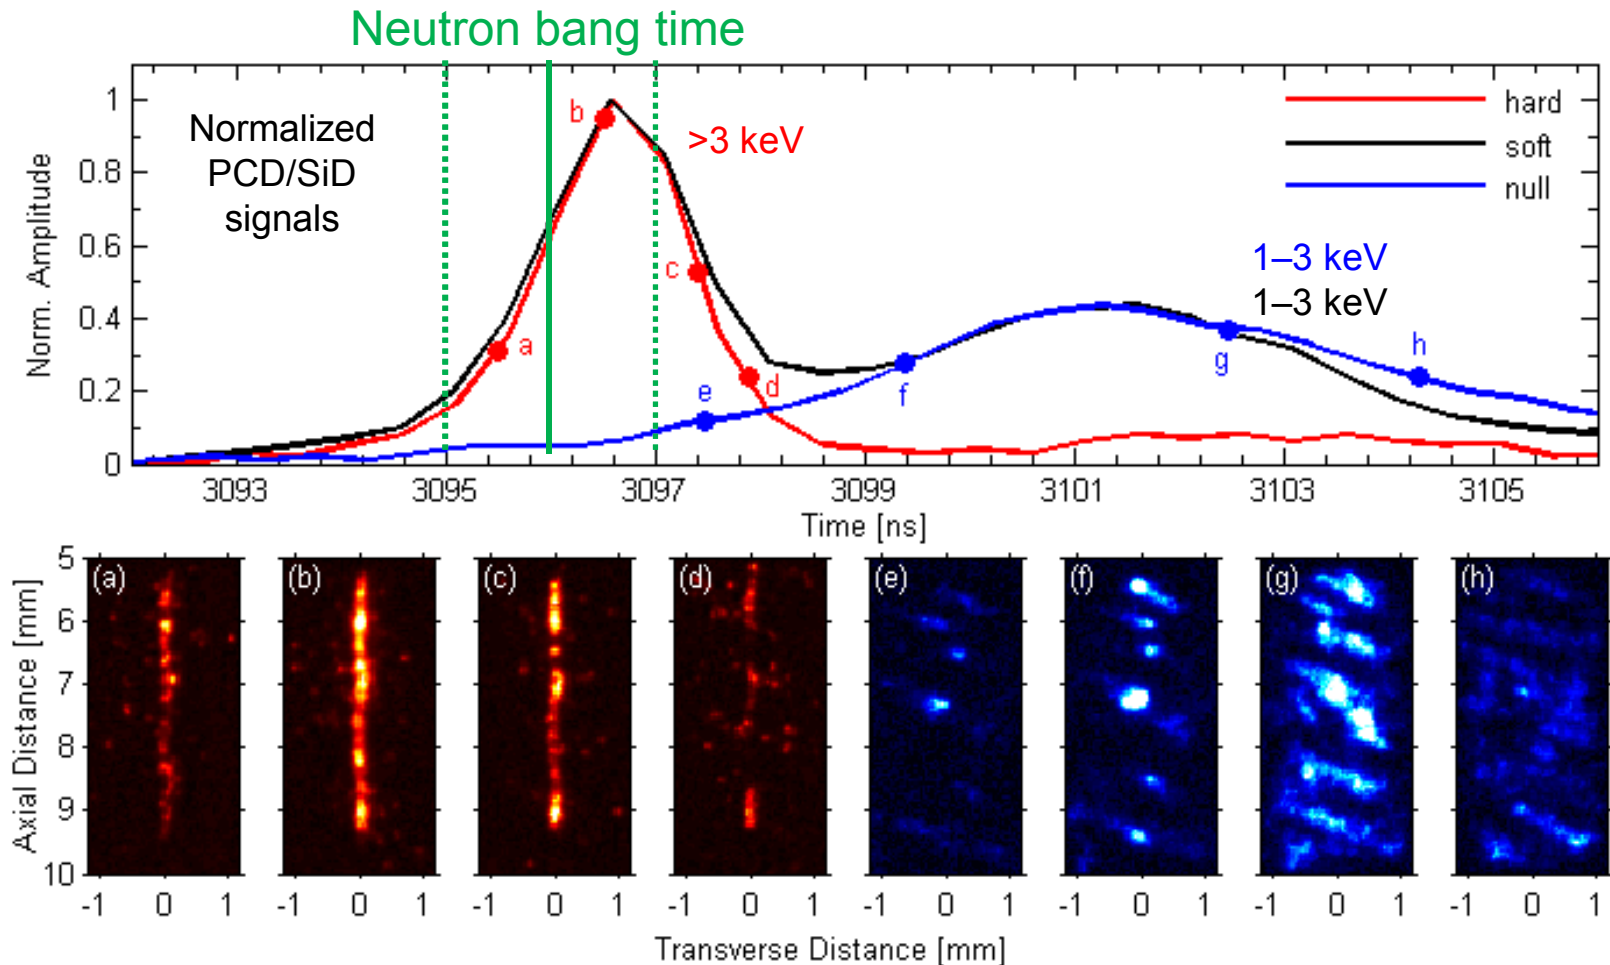 Neutron bang time
1
0.8
0.6
0.4
0.2
0
Norm. Amplitude
Normalized
PCD/SiD
signals
>3 keV
hard
soft
null
1–3 keV
1–3 keV
a
b
c
d
e
f
g
h
3093 3095 3097 3099 3101 3103 3105
Time [ns]
(a) (b) (c) (d) (e) (f) (g) (h)
5
6
7
8
9
10
Axial Distance [mm]
-1 0 1 -1 0 1 -1 0 1 -1 0 1 -1 0 1 -1 0 1 -1 0 1 -1 0 1
Transverse Distance [mm]